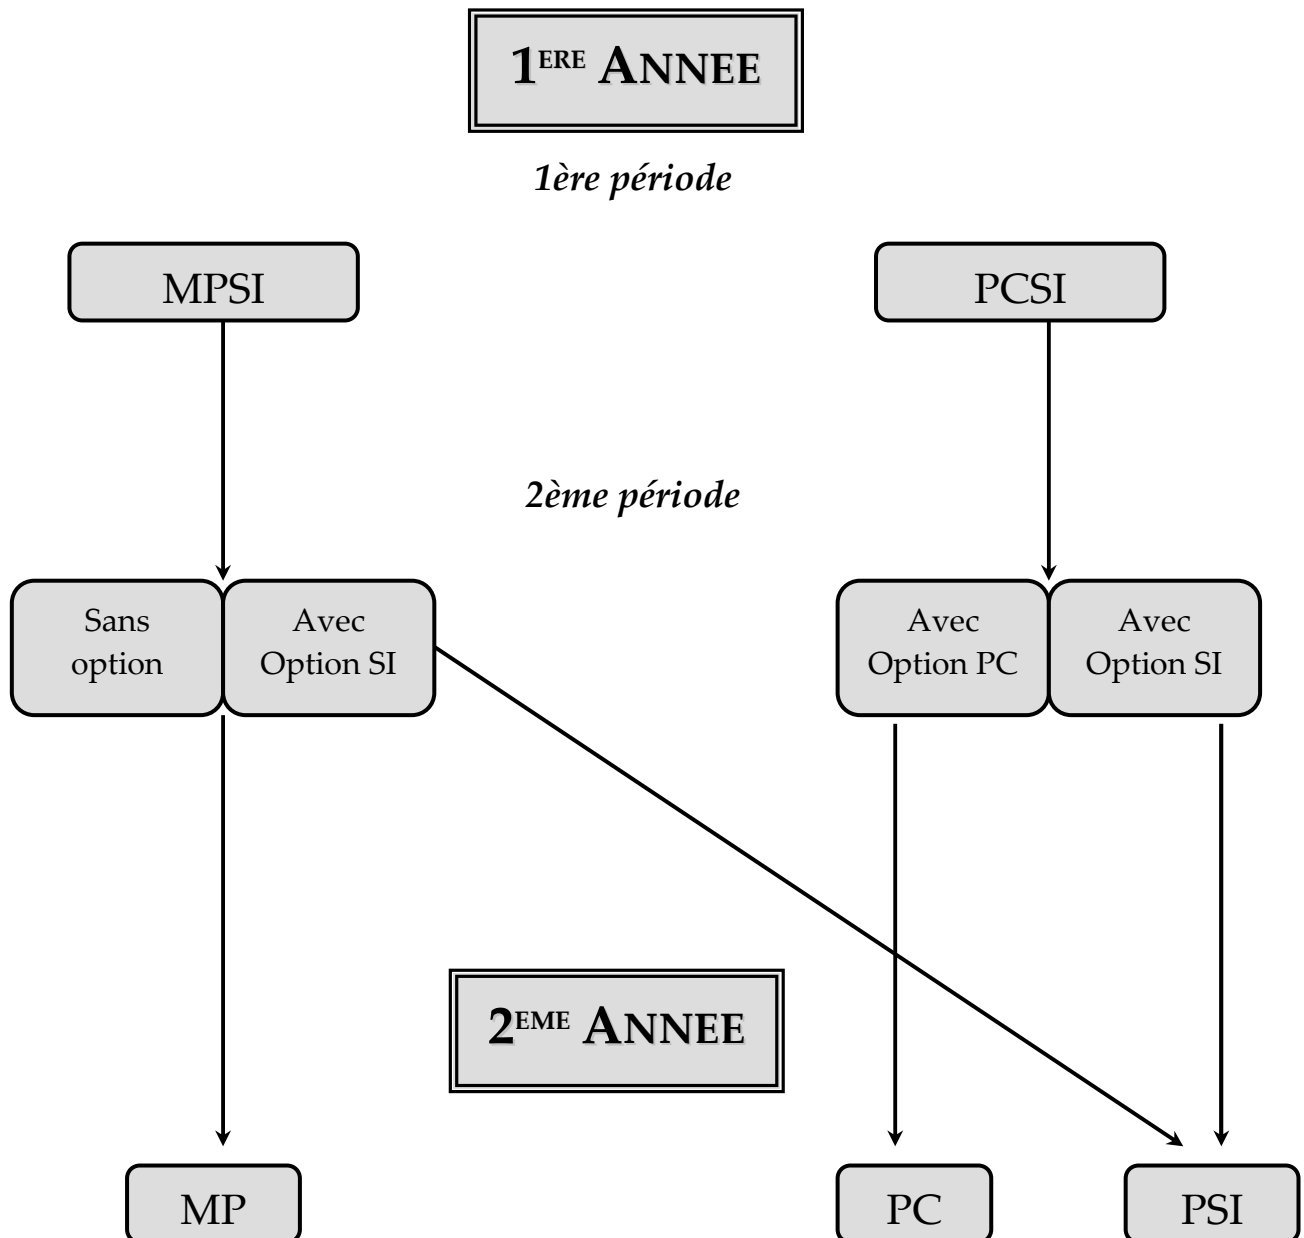 1ERE ANNEE
1ère période
MPSI
PCSI
2ème période
Sans
option
Avec
Option SI
Avec
Option PC
Avec
Option SI
2EME ANNEE
MP
PC
PSI